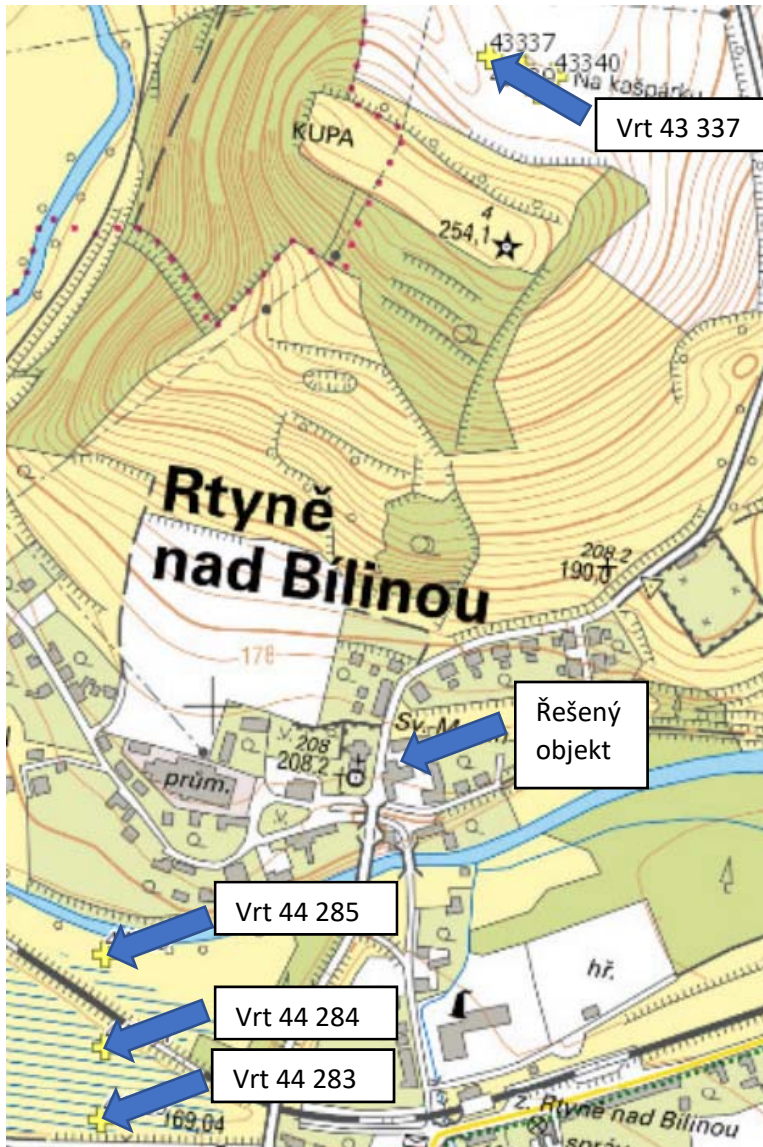 43337
43340
Na kašpárku
Vrt 43 337
KUPA
4
254,1
Rtyně
nad Bílinou
208.2
190,0
178
Řešený
objekt
Sv.
208
208.2
prům.
Vrt 44 285
hř.
Vrt 44 284
Vrt 44 283
169,04
z. Rtyně nad Bílinou
správ